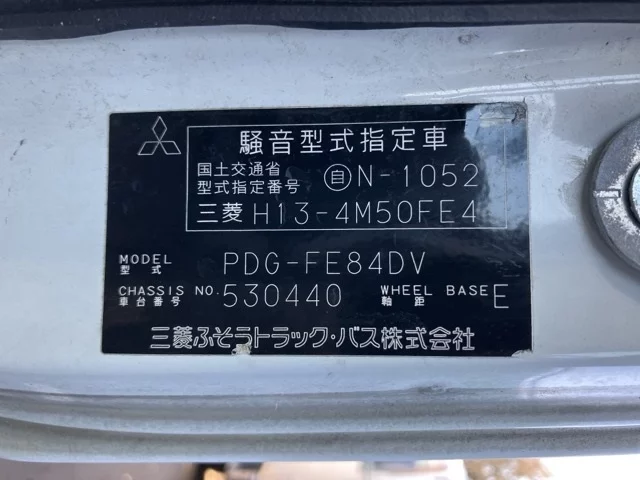 騒音型式指定車
国土交通省
型式指定番号 ㊐N-1052
三菱 H13-4M50FE4
MODEL
型式 PDG-FE84DV
CHASSIS NO. 530440 WHEEL BASE E
車台番号 軸距
三菱ふそうトラック・バス株式会社